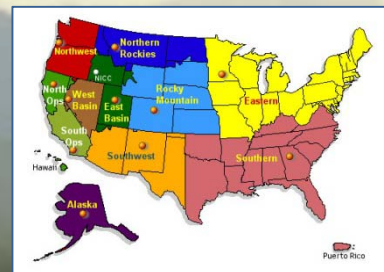 Northwest
Northern
Rockies
NICC
North
Ops
West
Basin
East
Basin
Rocky
Mountain
Eastern
South
Ops
Southwest
Southern
Hawaii
Alaska
Puerto Rico